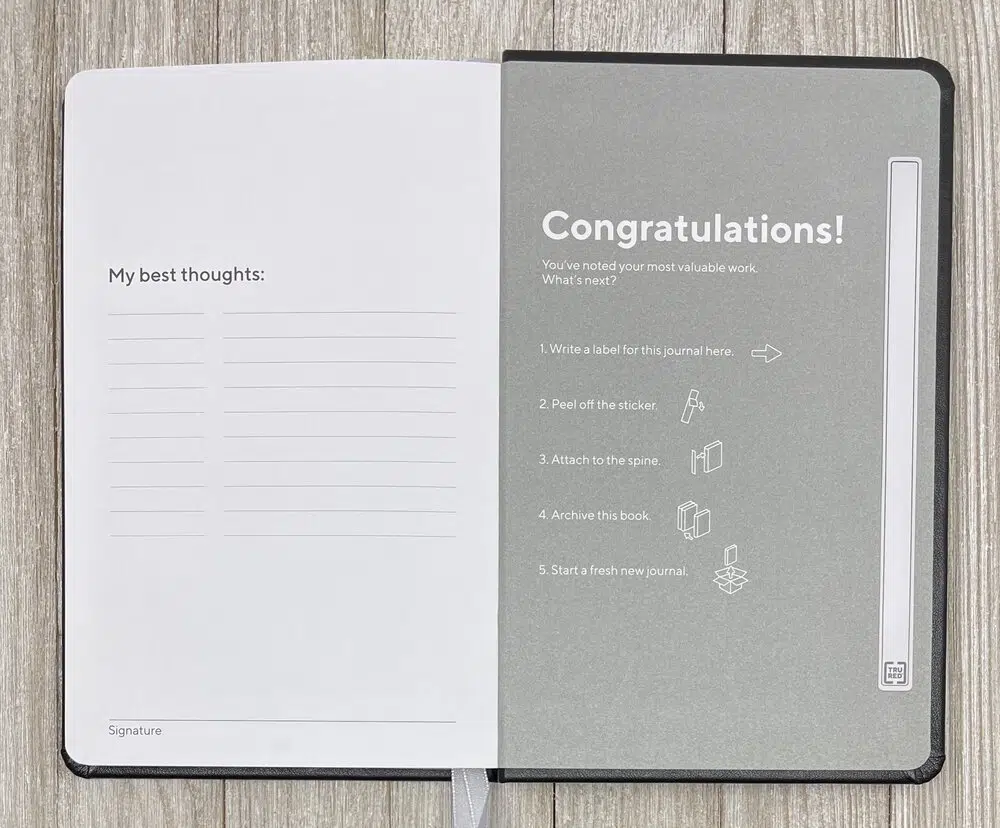 My best thoughts:
Signature
Congratulations!
You've noted your most valuable work.
What's next?
1. Write a label for this journal here.
2. Peel off the sticker.
3. Attach to the spine.
4. Archive this book.
5. Start a fresh new journal.
TRU
RED